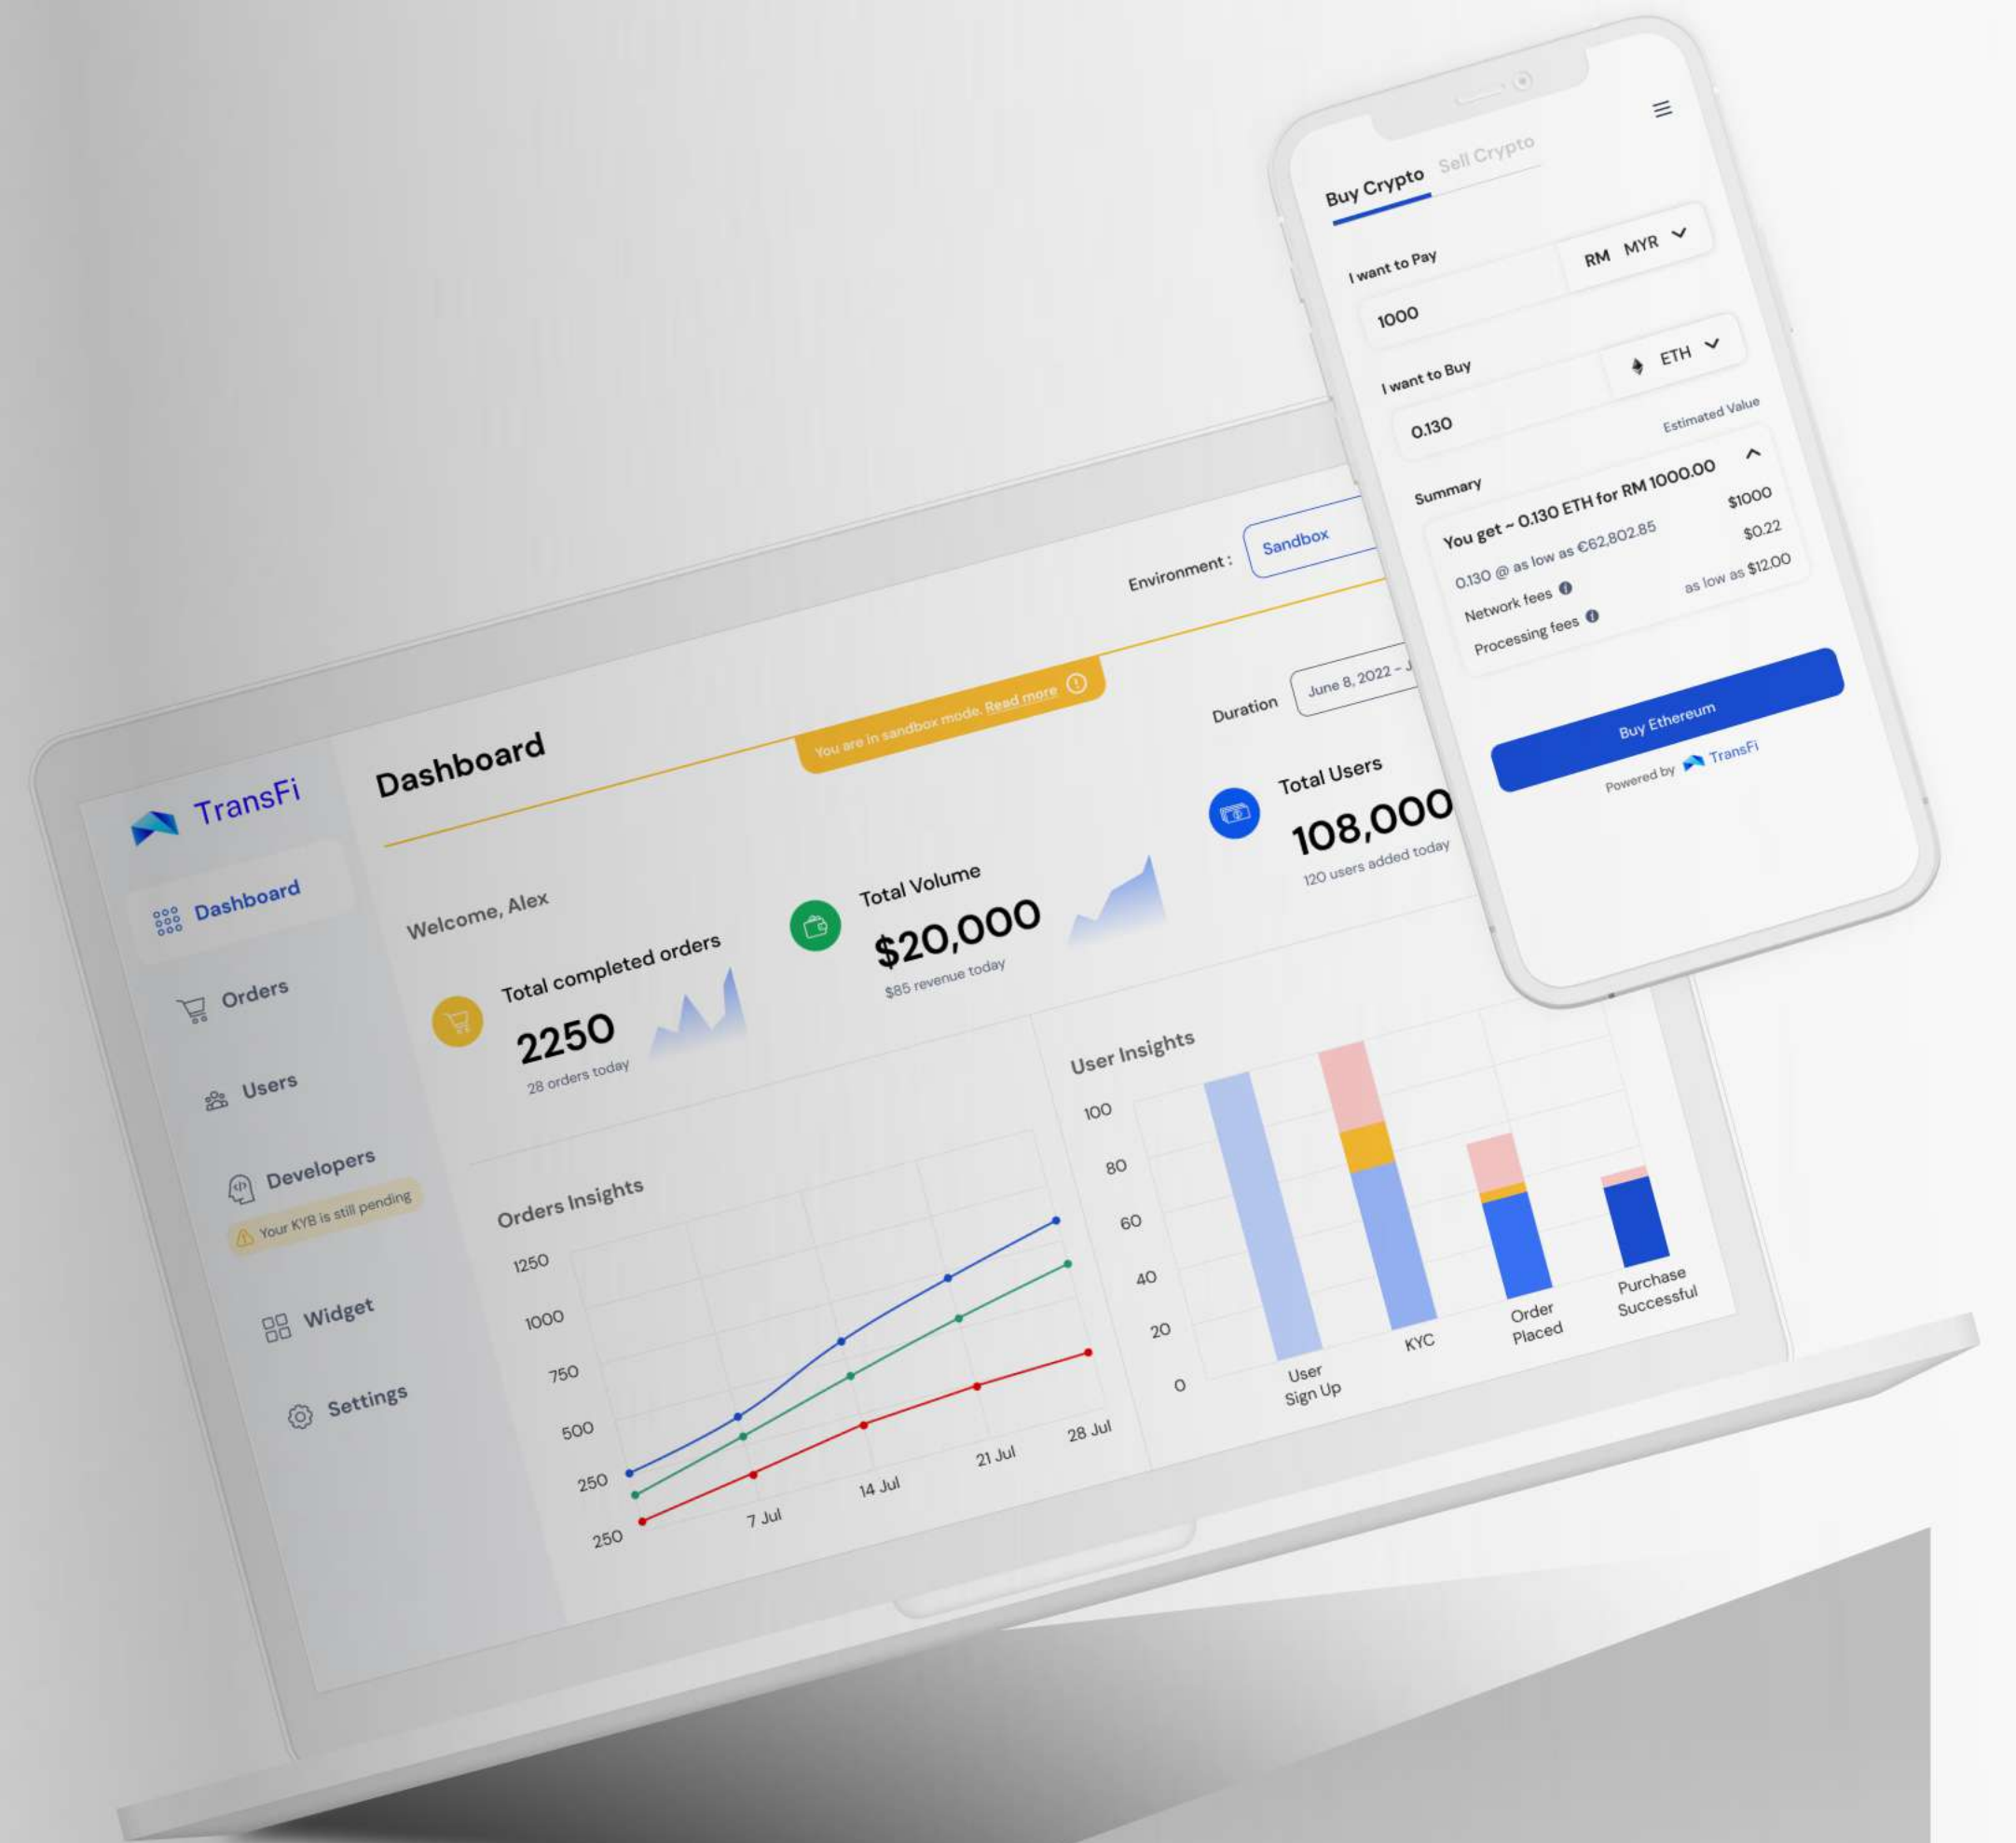 Buy Crypto
Sell Crypto
I want to Pay
1000
RM MYR
I want to Buy
0.130
ETH
Estimated Value
Summary
You get ~ 0.130 ETH for RM 1000.00
0.130 @ as low as €62,802.85
$1000
Network fees
$0.22
Processing fees
as low as $12.00
Buy Ethereum
Powered by TransFi
TransFi
Dashboard
Orders
Users
Developers
Your KYB is still pending
Widget
Settings
Dashboard
Environment :
Sandbox
You are in sandbox mode. Read more
Duration
June 8, 2022 -
Welcome, Alex
Total completed orders
2250
28 orders today
Total Volume
$20,000
$85 revenue today
Total Users
108,000
120 users added today
Orders Insights
1250
1000
750
500
250
250
7 Jul
14 Jul
21 Jul
28 Jul
User Insights
100
80
60
40
20
0
User
Sign Up
KYC
Order
Placed
Purchase
Successful